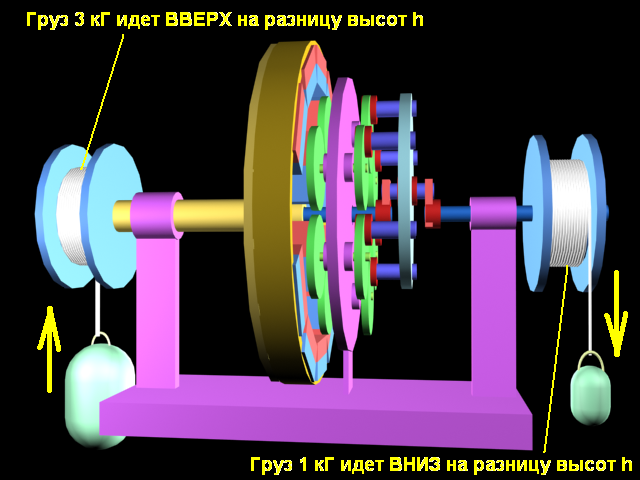 Груз 3 кГ идет ВВЕРХ на разницу высот h
Груз 1 кГ идет ВНИЗ на разницу высот h